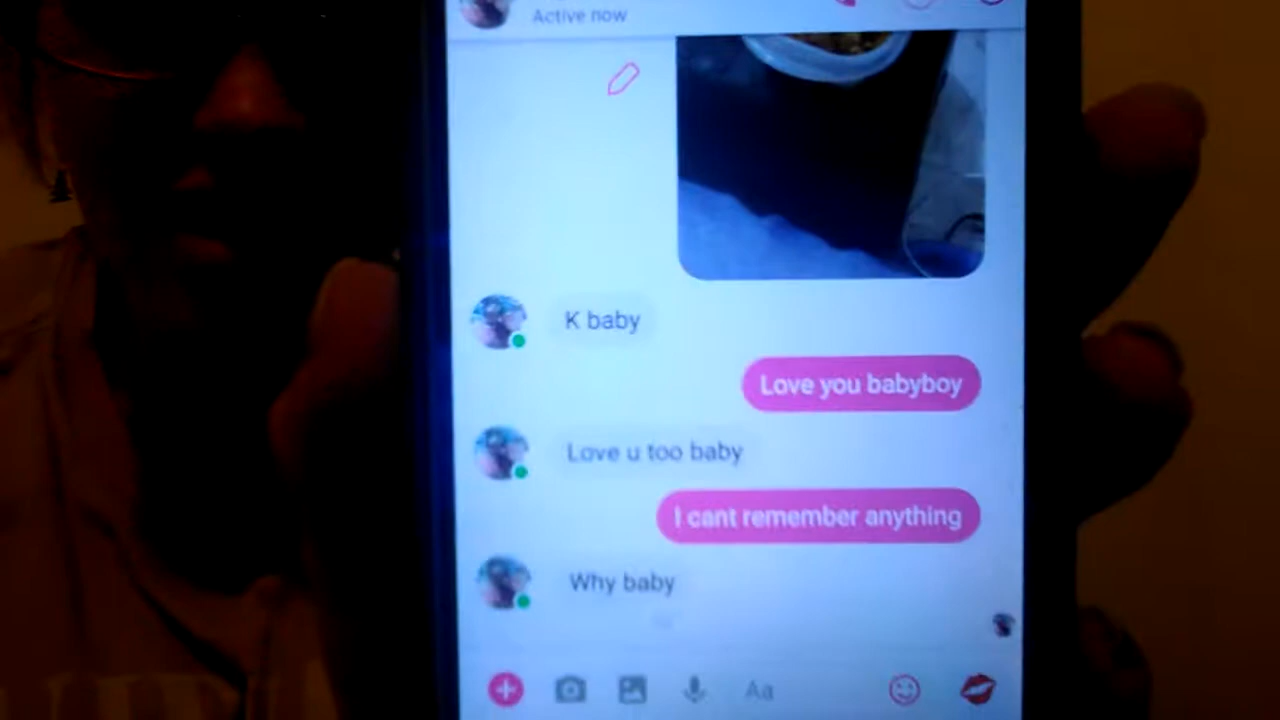 Active now
K baby
Love you babyboy
Love u too baby
I cant remember anything
Why baby
Aa